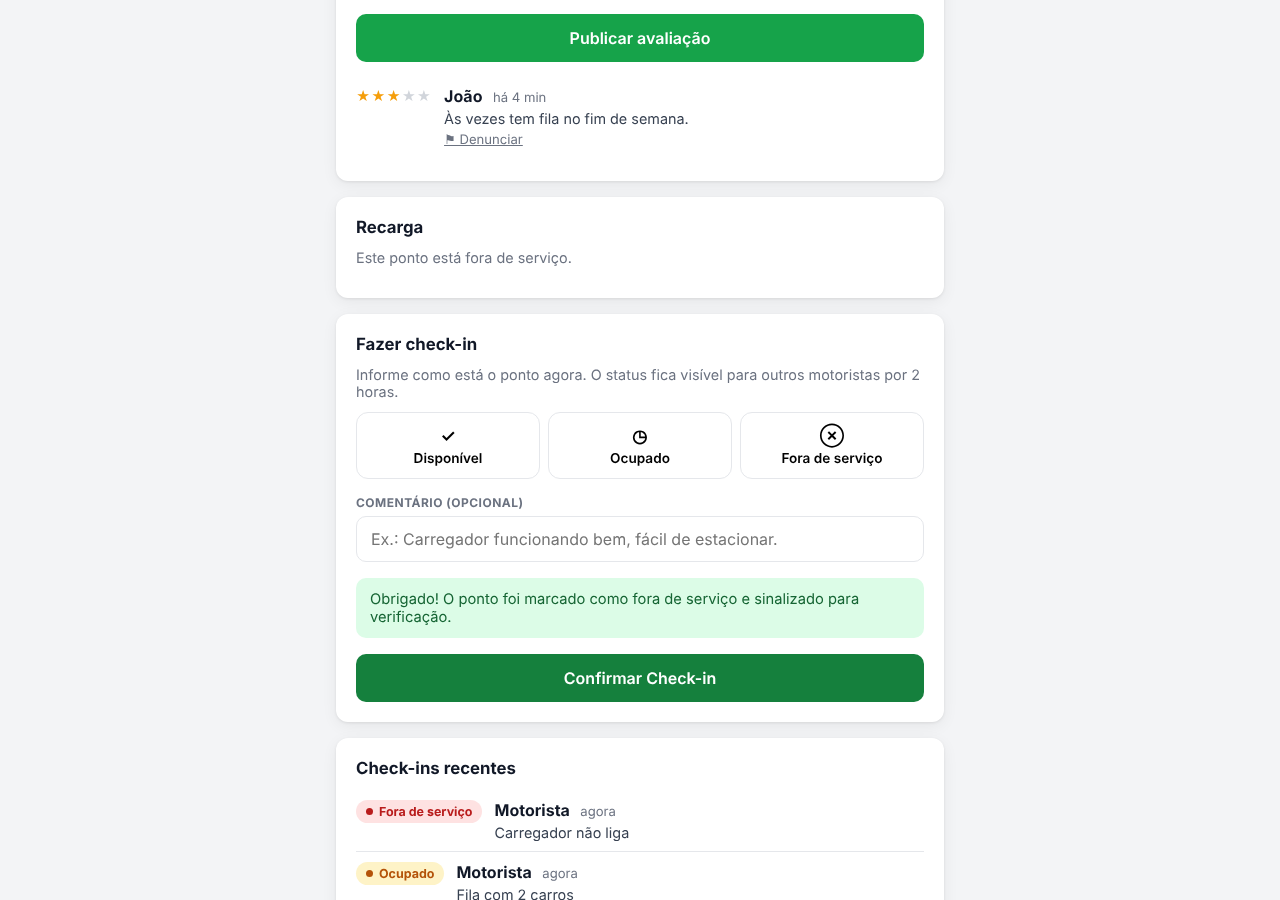 Publicar avaliação
★★★★★ João há 4 min
Às vezes tem fila no fim de semana.
⚑ Denunciar
Recarga
Este ponto está fora de serviço.
Fazer check-in
Informe como está o ponto agora. O status fica visível para outros motoristas por 2
horas.
Disponível
Ocupado
Fora de serviço
COMENTÁRIO (OPCIONAL)
Ex.: Carregador funcionando bem, fácil de estacionar.
Obrigado! O ponto foi marcado como fora de serviço e sinalizado para
verificação.
Confirmar Check-in
Check-ins recentes
Fora de serviço Motorista agora
Carregador não liga
Ocupado Motorista agora
Fila com 2 carros